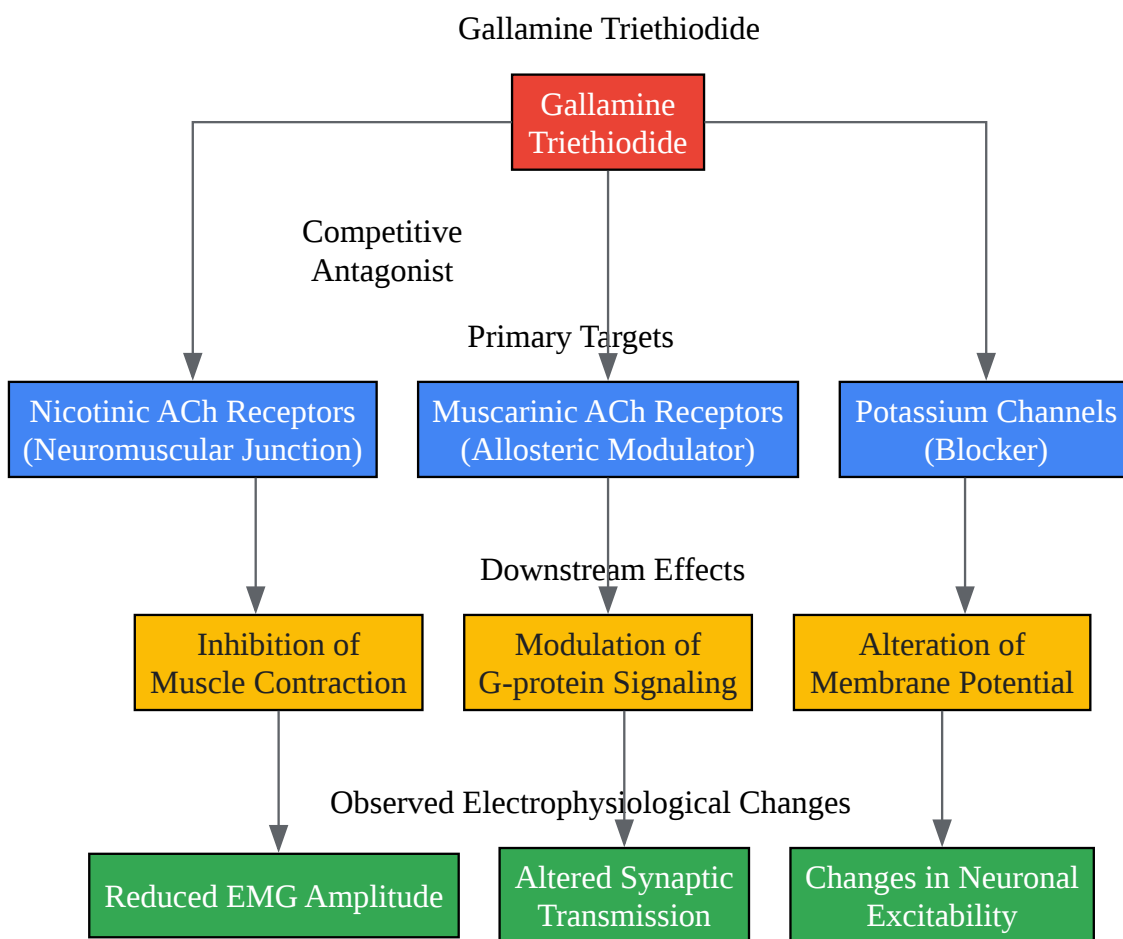 Gallamine Triethiodide
Gallamine
Triethiodide
Competitive
Antagonist
Primary Targets
Nicotinic ACh Receptors
(Neuromuscular Junction)
Muscarinic ACh Receptors
(Allosteric Modulator)
Potassium Channels
(Blocker)
Downstream Effects
Inhibition of
Muscle Contraction
Modulation of
G-protein Signaling
Alteration of
Membrane Potential
Observed Electrophysiological Changes
Reduced EMG Amplitude
Altered Synaptic
Transmission
Changes in Neuronal
Excitability